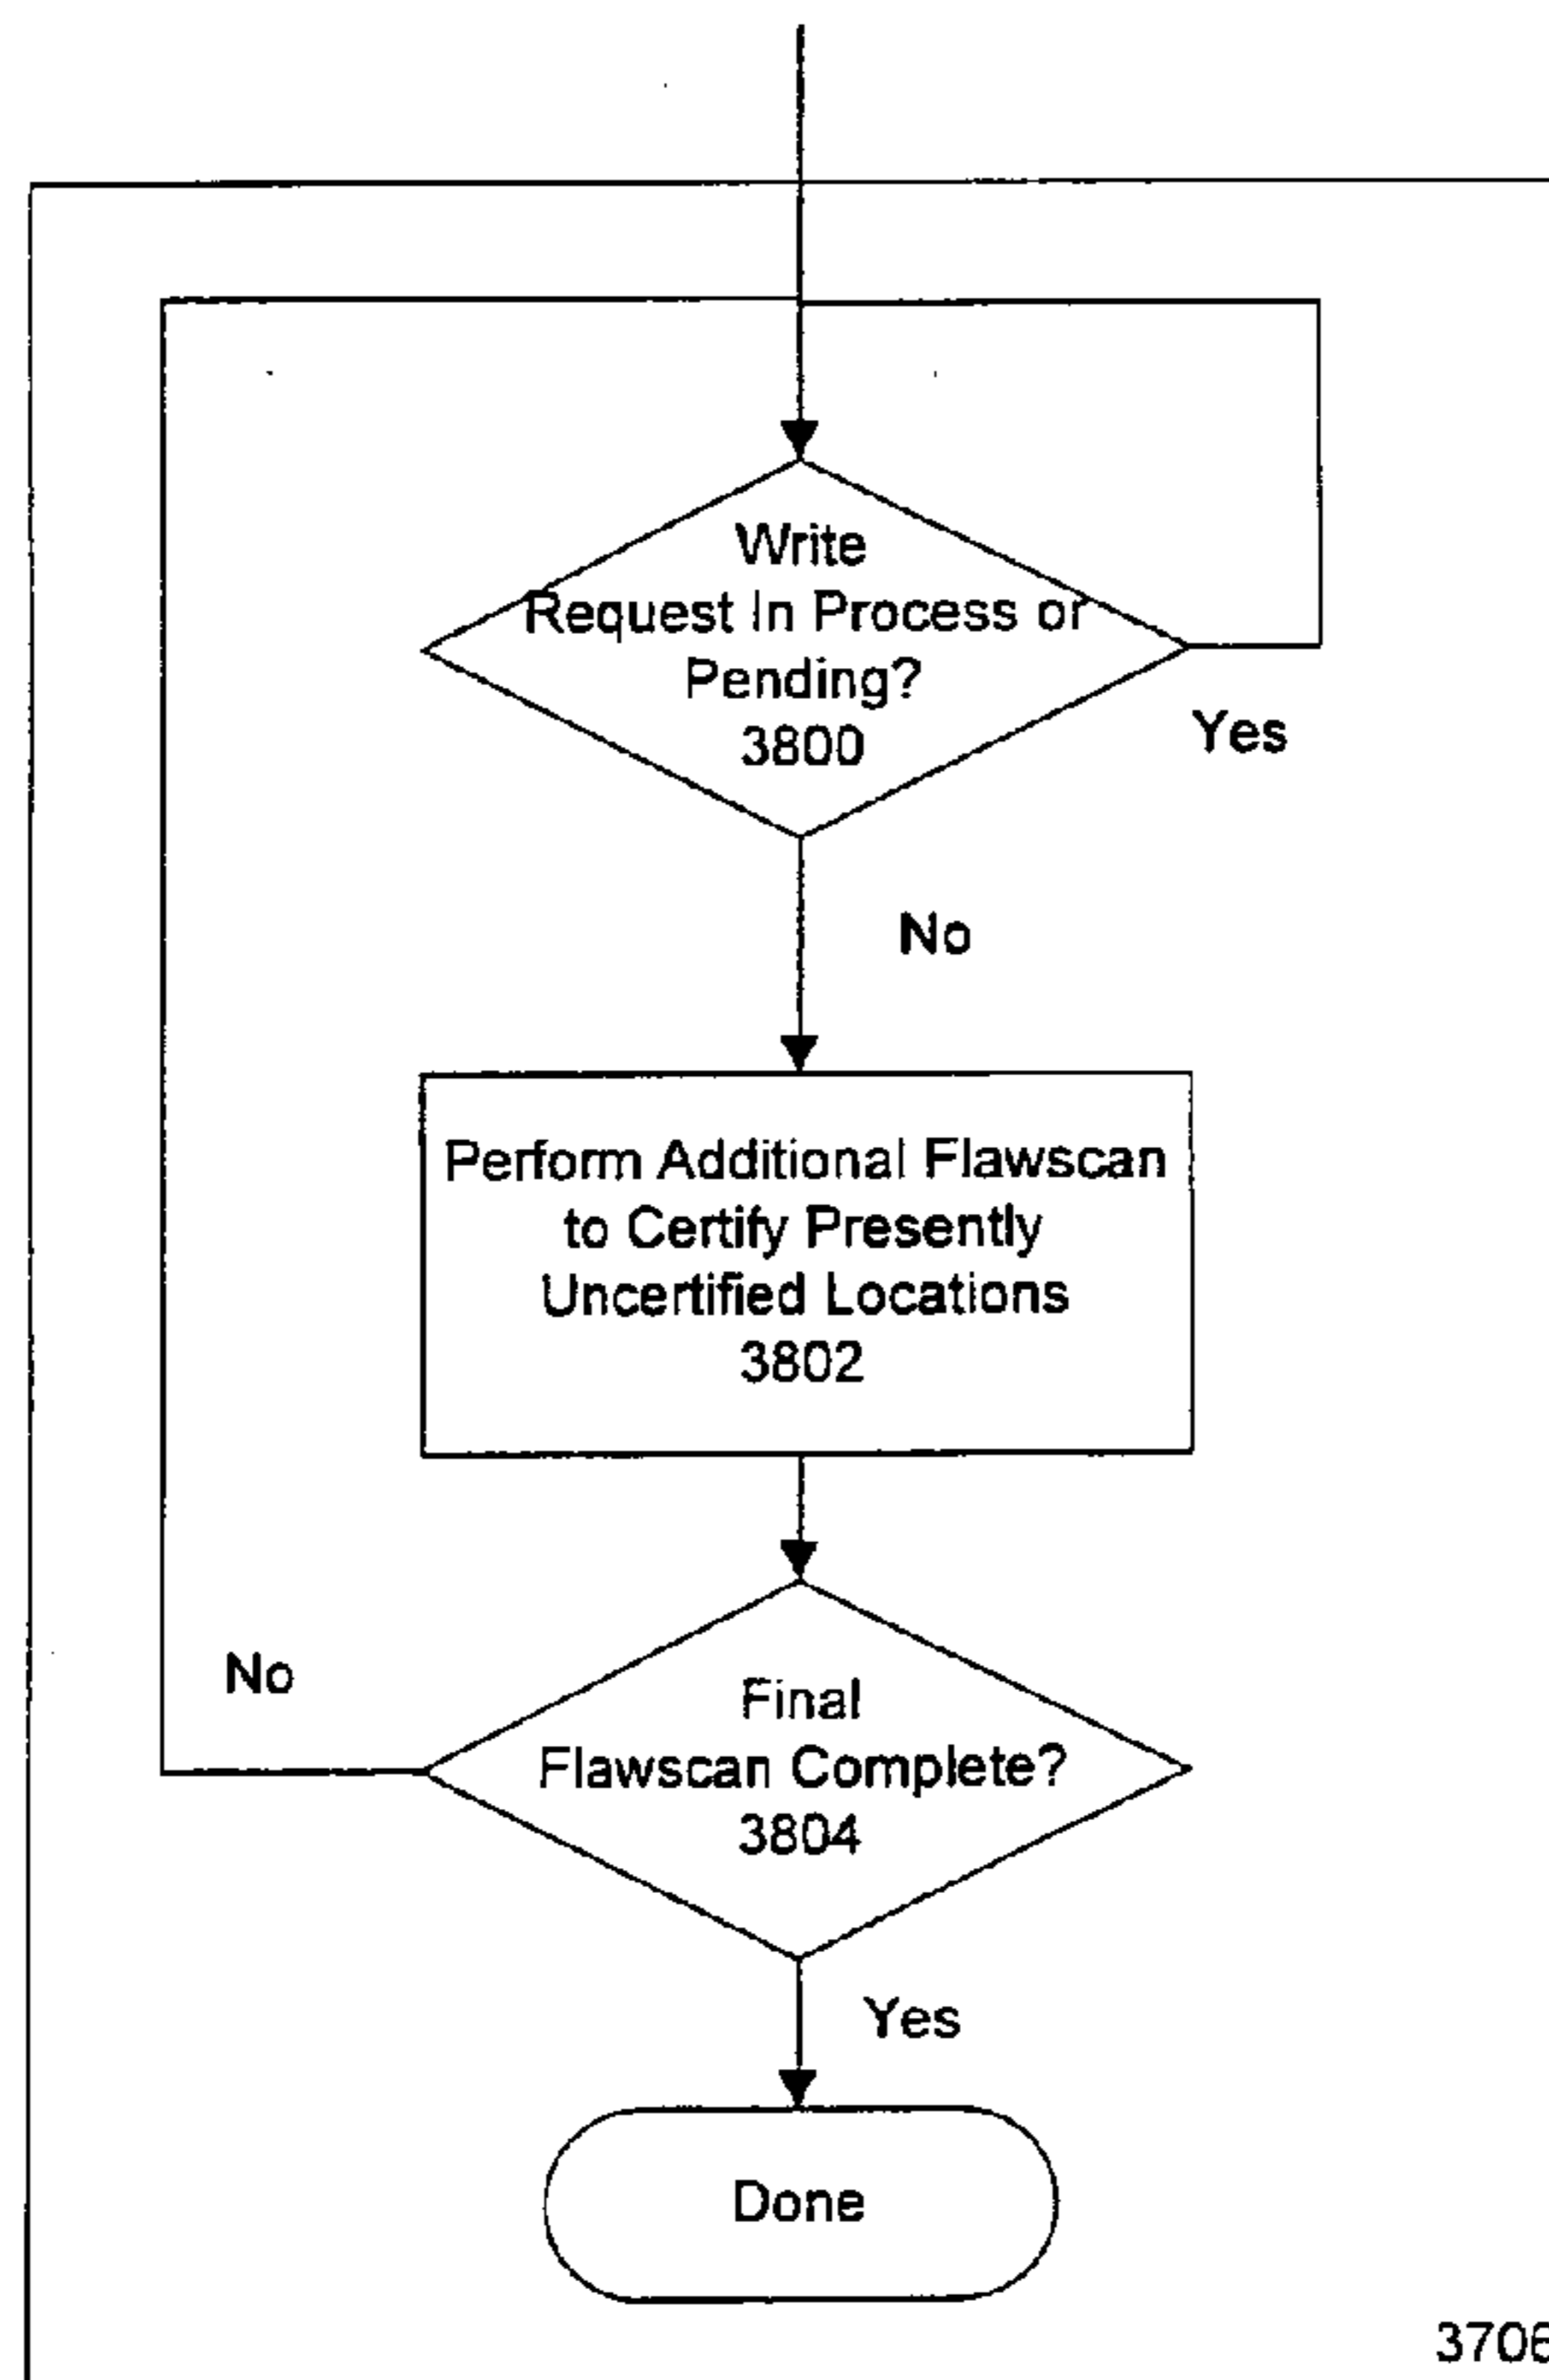 Write
Request In Process or
Pending?
3800
Yes
No
Perform Additional Flawscan
to Certify Presently
Uncertified Locations
3802
No
Final
Flawscan Complete?
3804
Yes
Done
3706